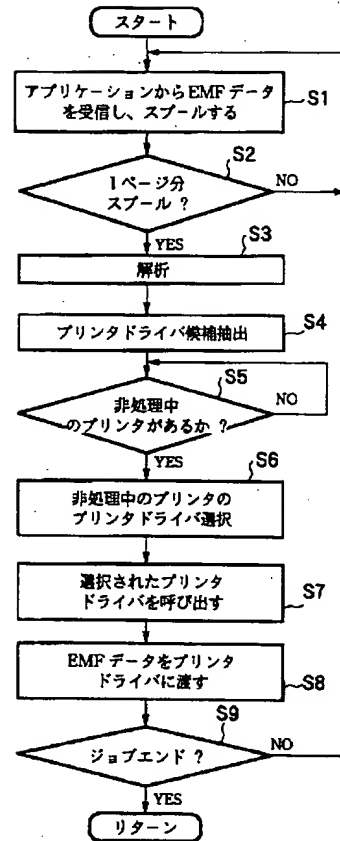 スタート
アプリケーションからEMFデータ
を受信し、スプールする
S1
S2
1ページ分
スプール ?
NO
YES
S3
解析
プリンタドライバ候補抽出
S4
S5
非処理中
のプリンタがあるか ?
NO
YES
S6
非処理中のプリンタの
プリンタドライバ選択
選択されたプリンタ
ドライバを呼び出す
S7
EMFデータをプリンタ
ドライバに渡す
S8
S9
ジョブエンド ?
NO
YES
リターン